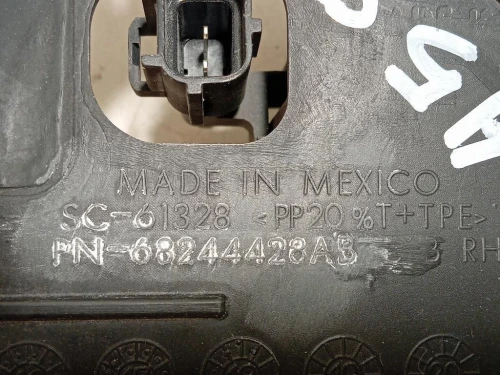 MADE IN MEXICO
SC-61328 <PP20%T+TPE>
PN-68244428AB 3 RH